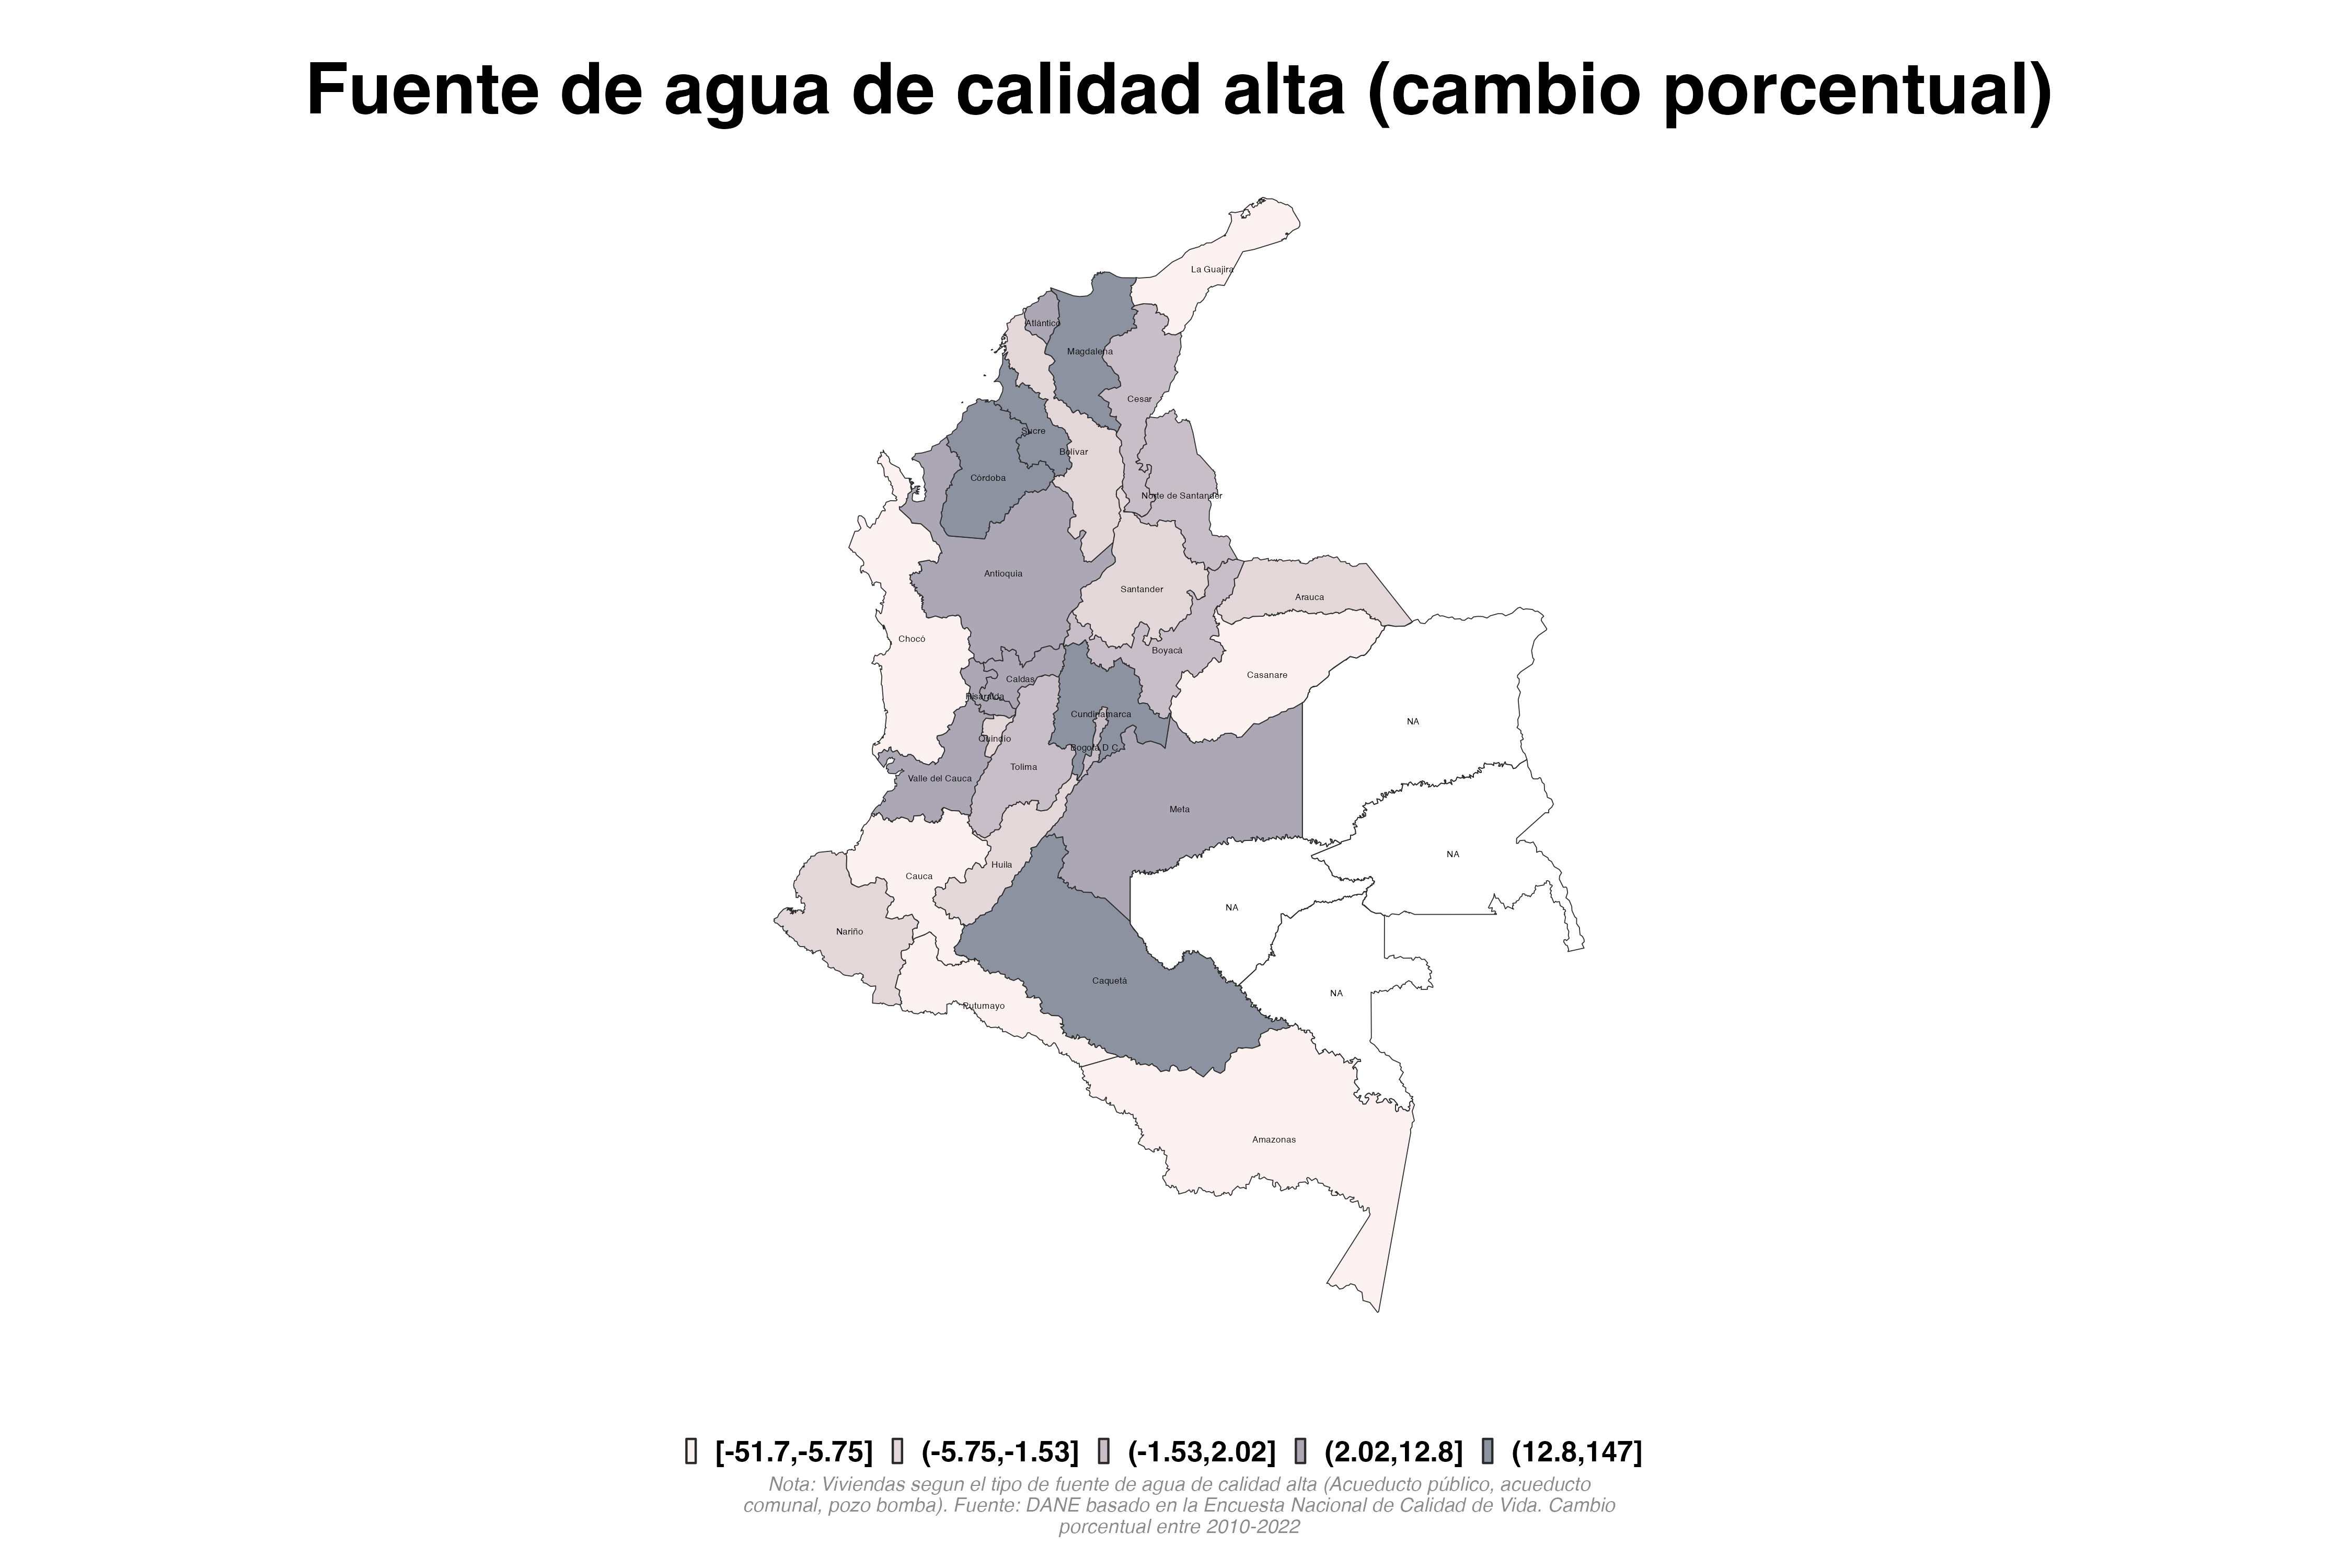 Fuente de agua de calidad alta (cambio porcentual)
La Guajira
Atlántico
Magdalena
Cesar
Sucre
Bolívar
Córdoba
Norte de Santander
Antioquia
Santander
Arauca
Chocó
Boyacá
Casanare
Caldas
Risaralda
Cundinamarca
NA
Quindío
Bogotá D.C.
Tolima
Valle del Cauca
Meta
NA
Huila
Cauca
NA
Nariño
Caquetá
NA
Putumayo
Amazonas
[-51.7,-5.75] (-5.75,-1.53] (-1.53,2.02] (2.02,12.8] (12.8,147]
Nota: Viviendas segun el tipo de fuente de agua de calidad alta (Acueducto público, acueducto
comunal, pozo bomba). Fuente: DANE basado en la Encuesta Nacional de Calidad de Vida. Cambio
porcentual entre 2010-2022